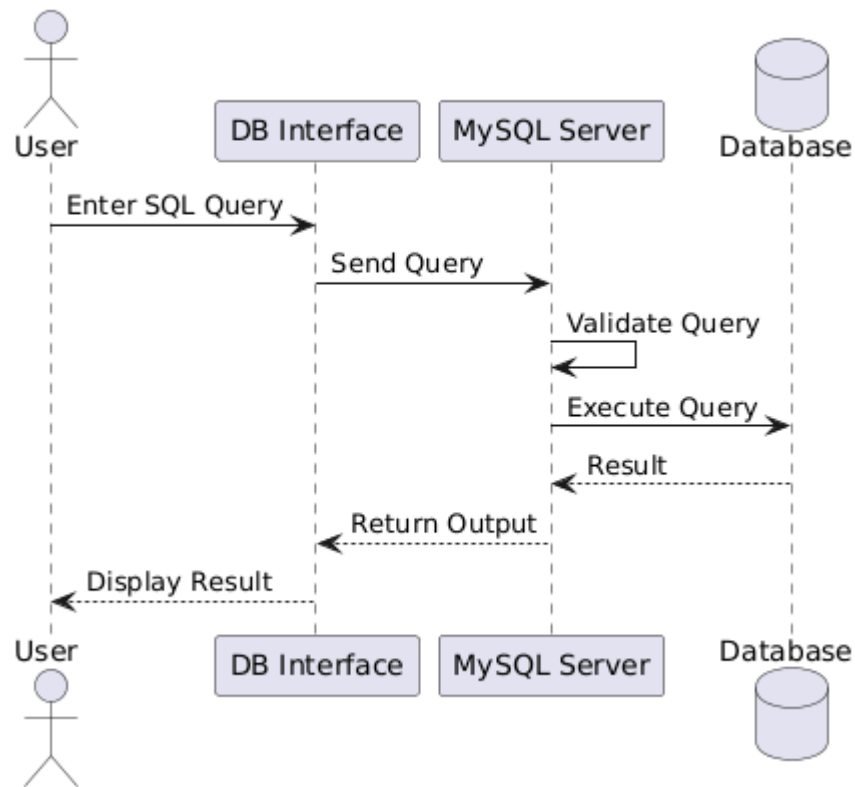 User
DB Interface
MySQL Server
Database
Enter SQL Query
Send Query
Validate Query
Execute Query
Result
Return Output
Display Result
User
DB Interface
MySQL Server
Database